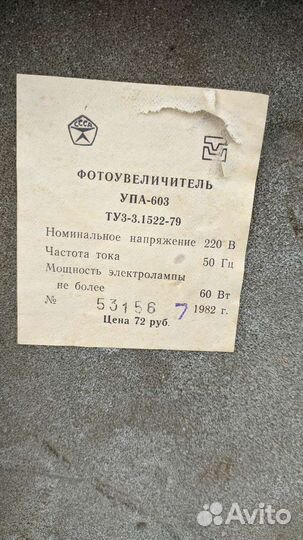 СССР
ФОТОУВЕЛИЧИТЕЛЬ
УПА-603
ТУ3-3.1522-79
Номинальное напряжение 220 В
Частота тока 50 Гц
Мощность электролампы
не более 60 Вт
№ 53156 7 1982 г.
Цена 72 руб.
Avito